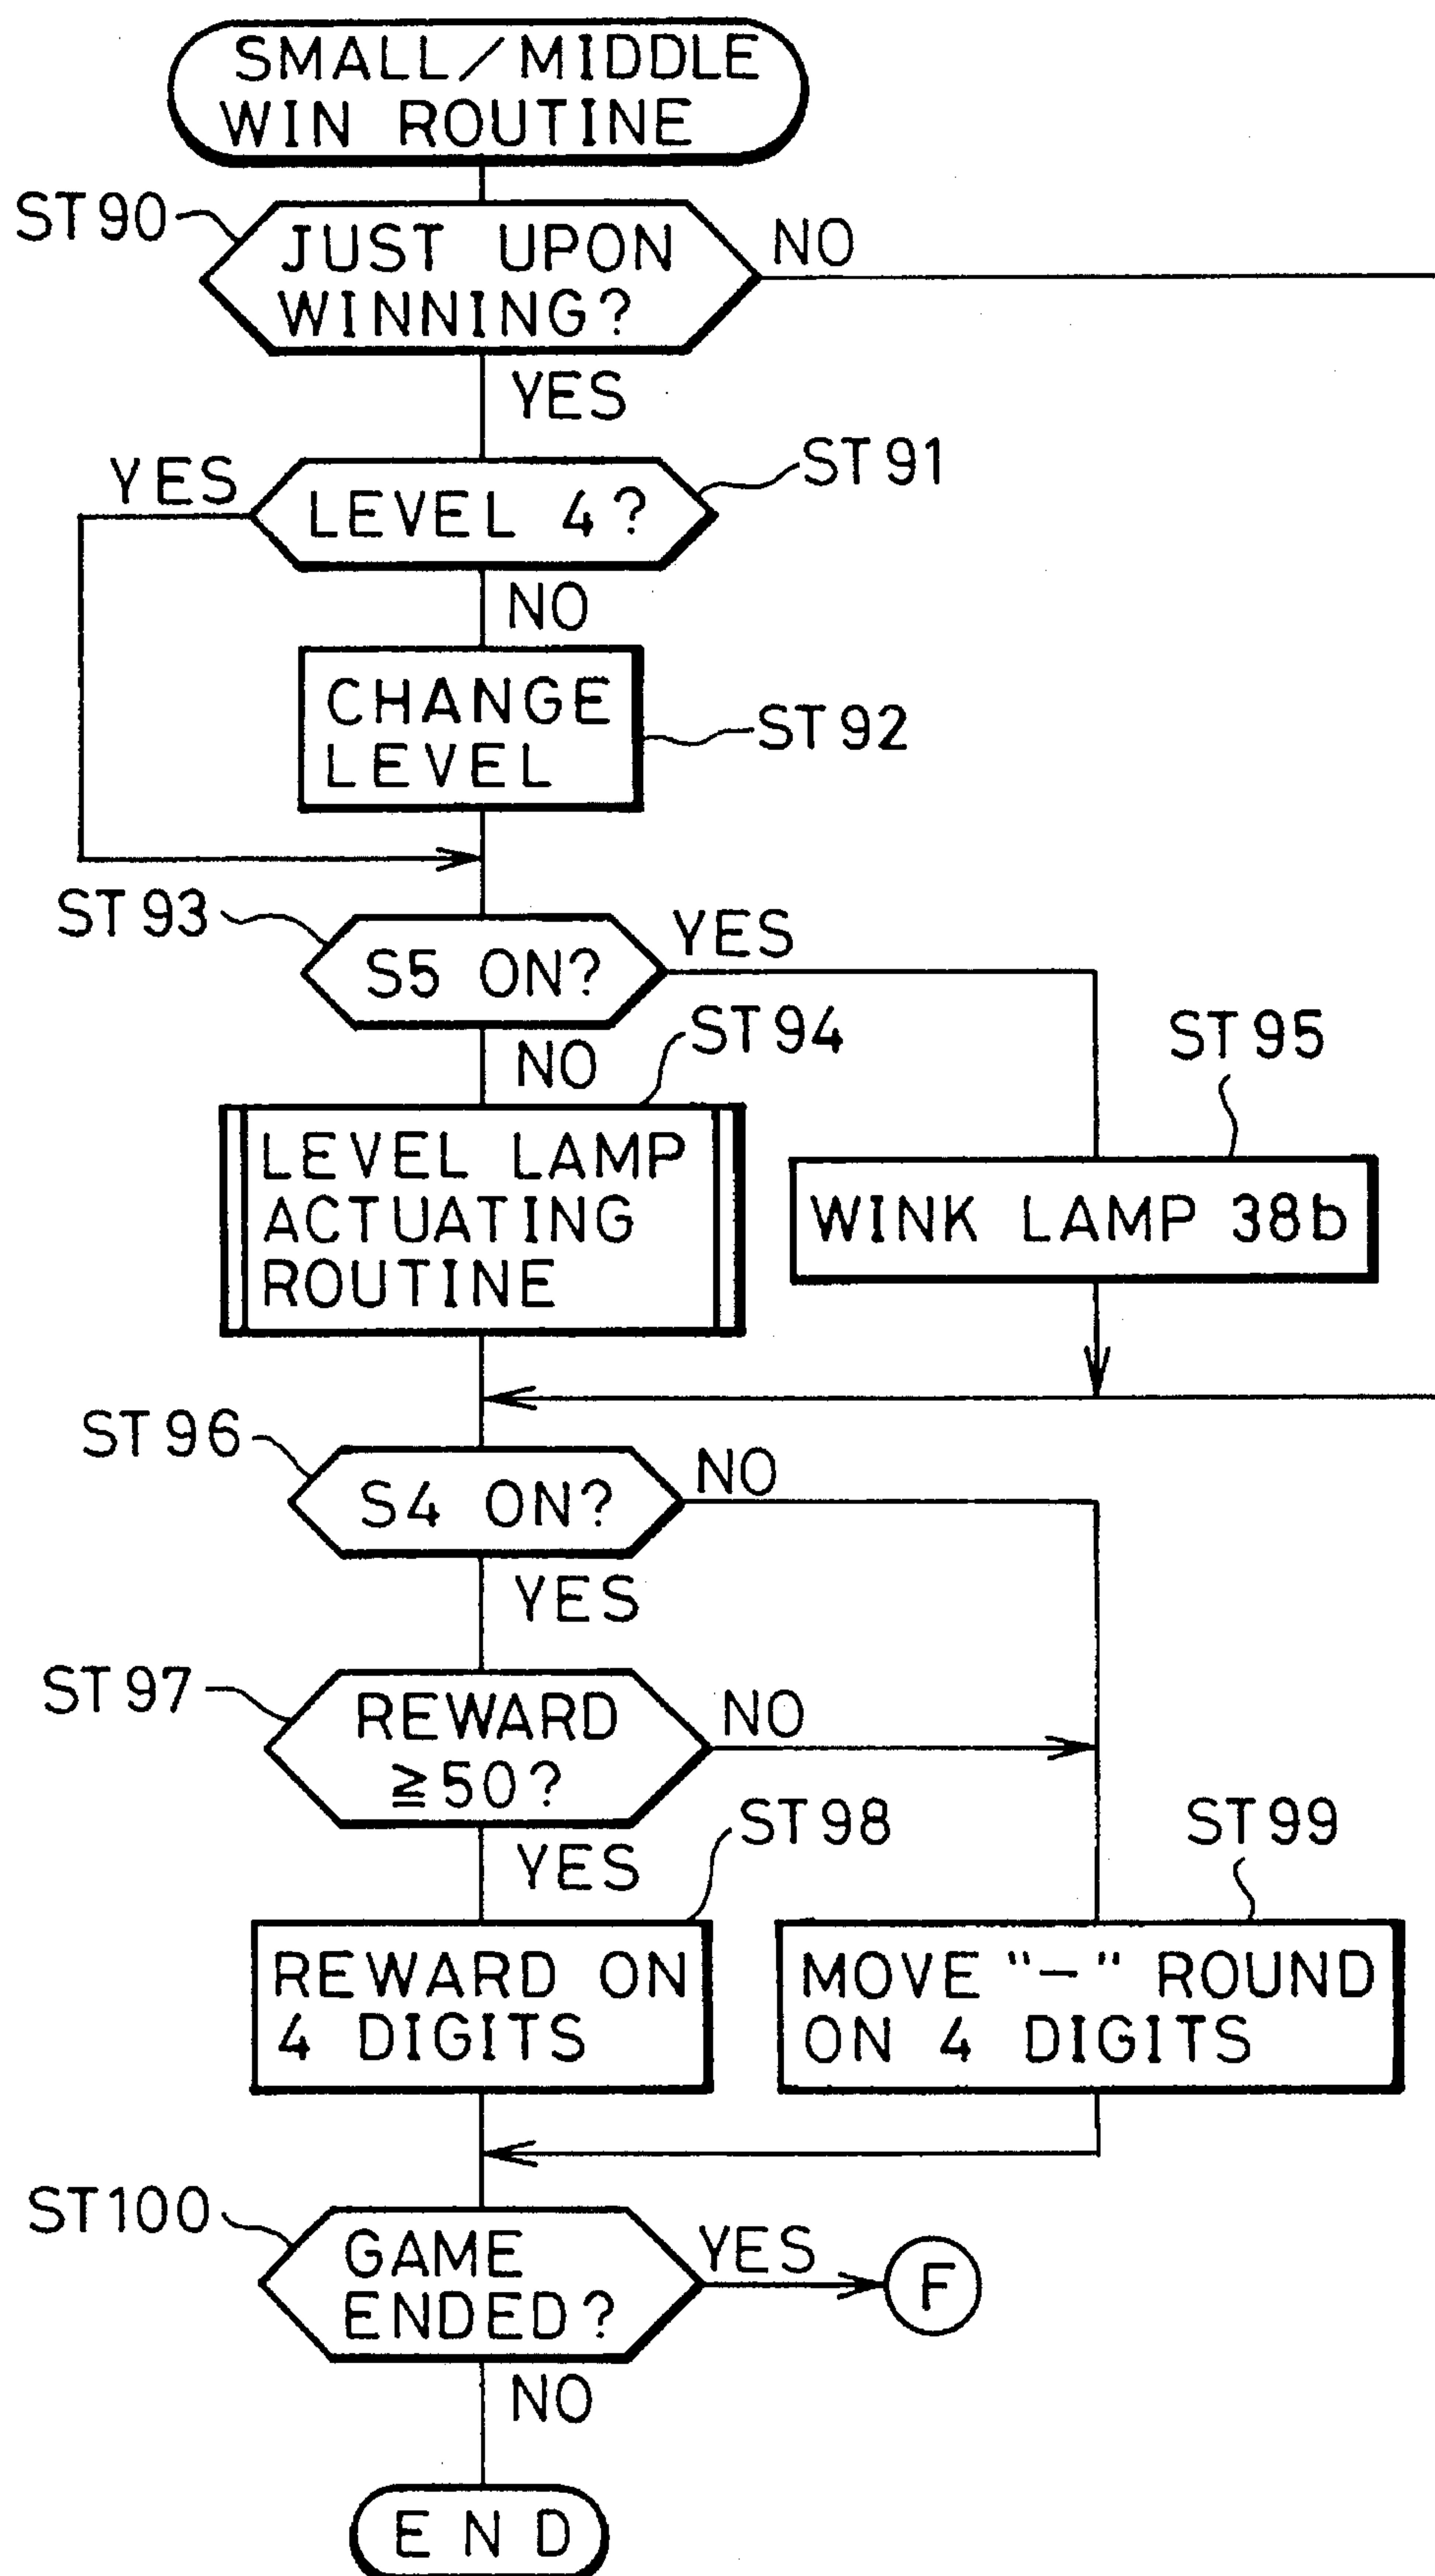 SMALL/MIDDLE
WIN ROUTINE
ST90
JUST UPON
WINNING?
NO
YES
YES
LEVEL 4?
ST91
NO
CHANGE
LEVEL
ST92
ST93
S5 ON?
YES
NO
ST94
ST95
LEVEL LAMP
ACTUATING
ROUTINE
WINK LAMP 38b
ST96
S4 ON?
NO
YES
ST97
REWARD
≧50?
NO
YES
ST98
ST99
REWARD ON
4 DIGITS
MOVE "-" ROUND
ON 4 DIGITS
ST100
GAME
ENDED?
YES
F
NO
END